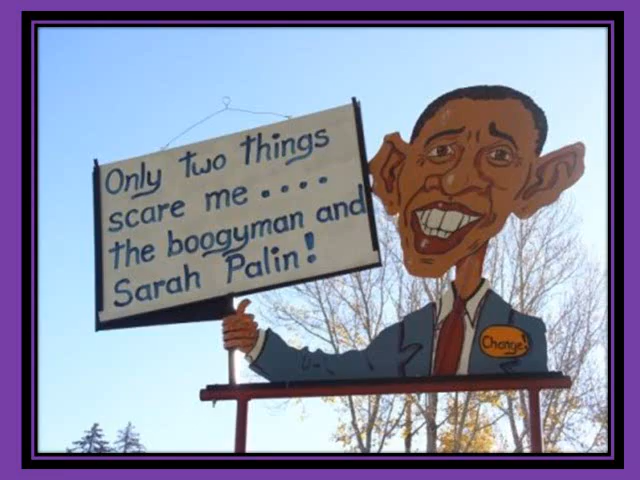 Only two things
scare me....
the boogyman and
Sarah Palin!
Change!